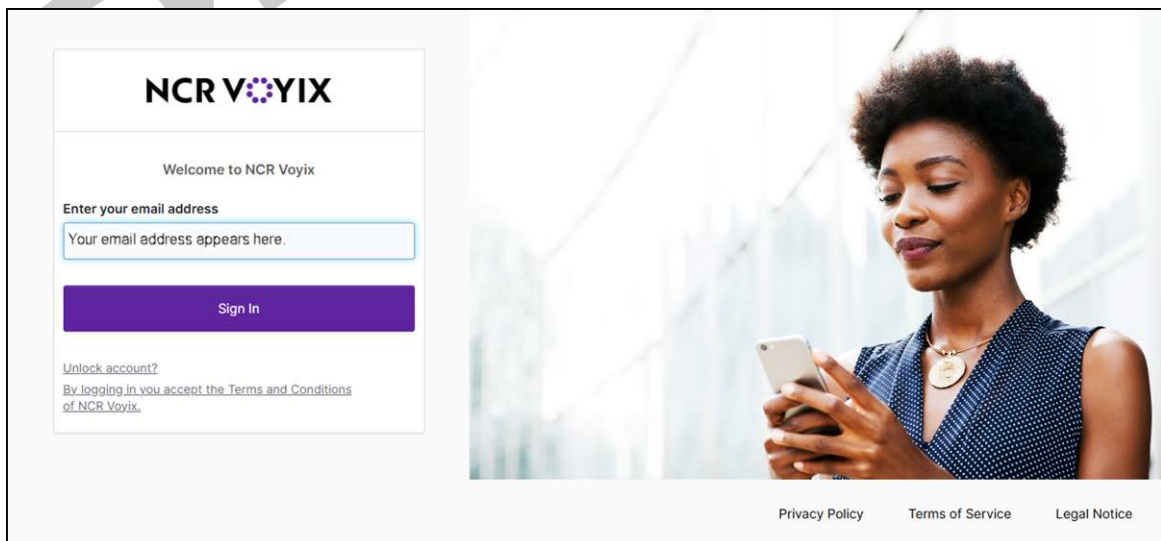 NCR VOYIX
Welcome to NCR Voyix
Enter your email address
Your email address appears here.
Sign In
Unlock account?
By logging in you accept the Terms and Conditions
of NCR Voyix.
Privacy Policy Terms of Service Legal Notice